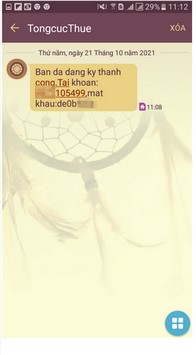 29% 11:12
TongcucThue
XÓA
Thứ năm, ngày 21 Tháng 10 năm 2021
Ban da dang ky thanh
cong.Tai khoan:
105499,mat
khau:de0b
11:08